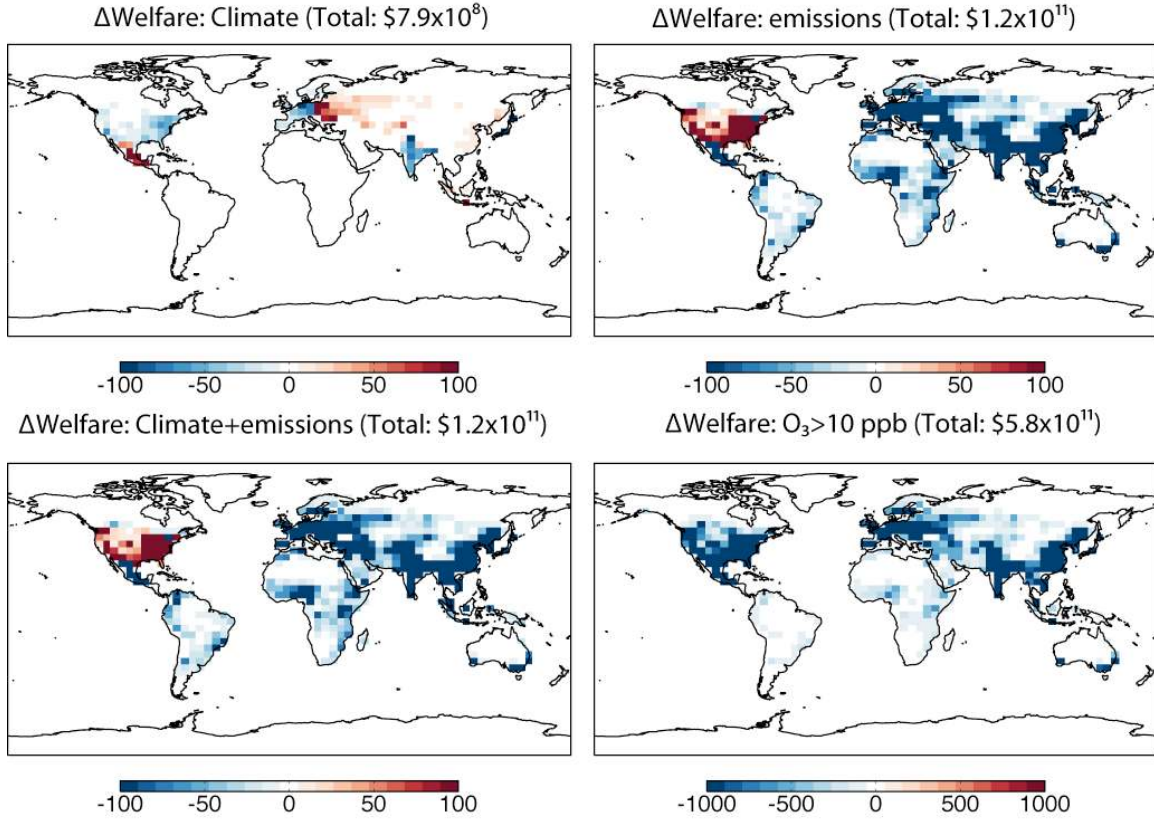 ΔWelfare: Climate (Total: $7.9x10⁸)
ΔWelfare: emissions (Total: $1.2x10¹¹)
-100 -50 0 50 100
-100 -50 0 50 100
ΔWelfare: Climate+emissions (Total: $1.2x10¹¹)
ΔWelfare: O₃>10 ppb (Total: $5.8x10¹¹)
-100 -50 0 50 100
-1000 -500 0 500 1000